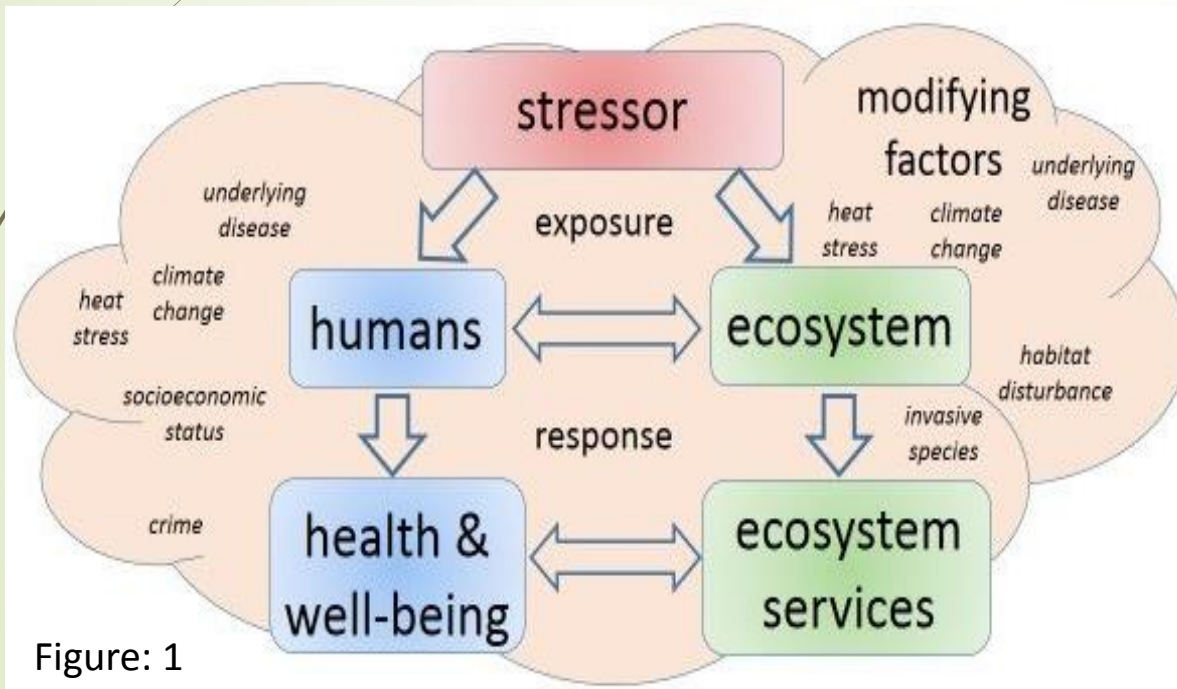 stressor
modifying
factors
underlying
disease
heat
stress
climate
change
underlying
disease
climate
change
heat
stress
exposure
humans
ecosystem
habitat
disturbance
socioeconomic
status
response
invasive
species
crime
health &
well-being
ecosystem
services
Figure: 1